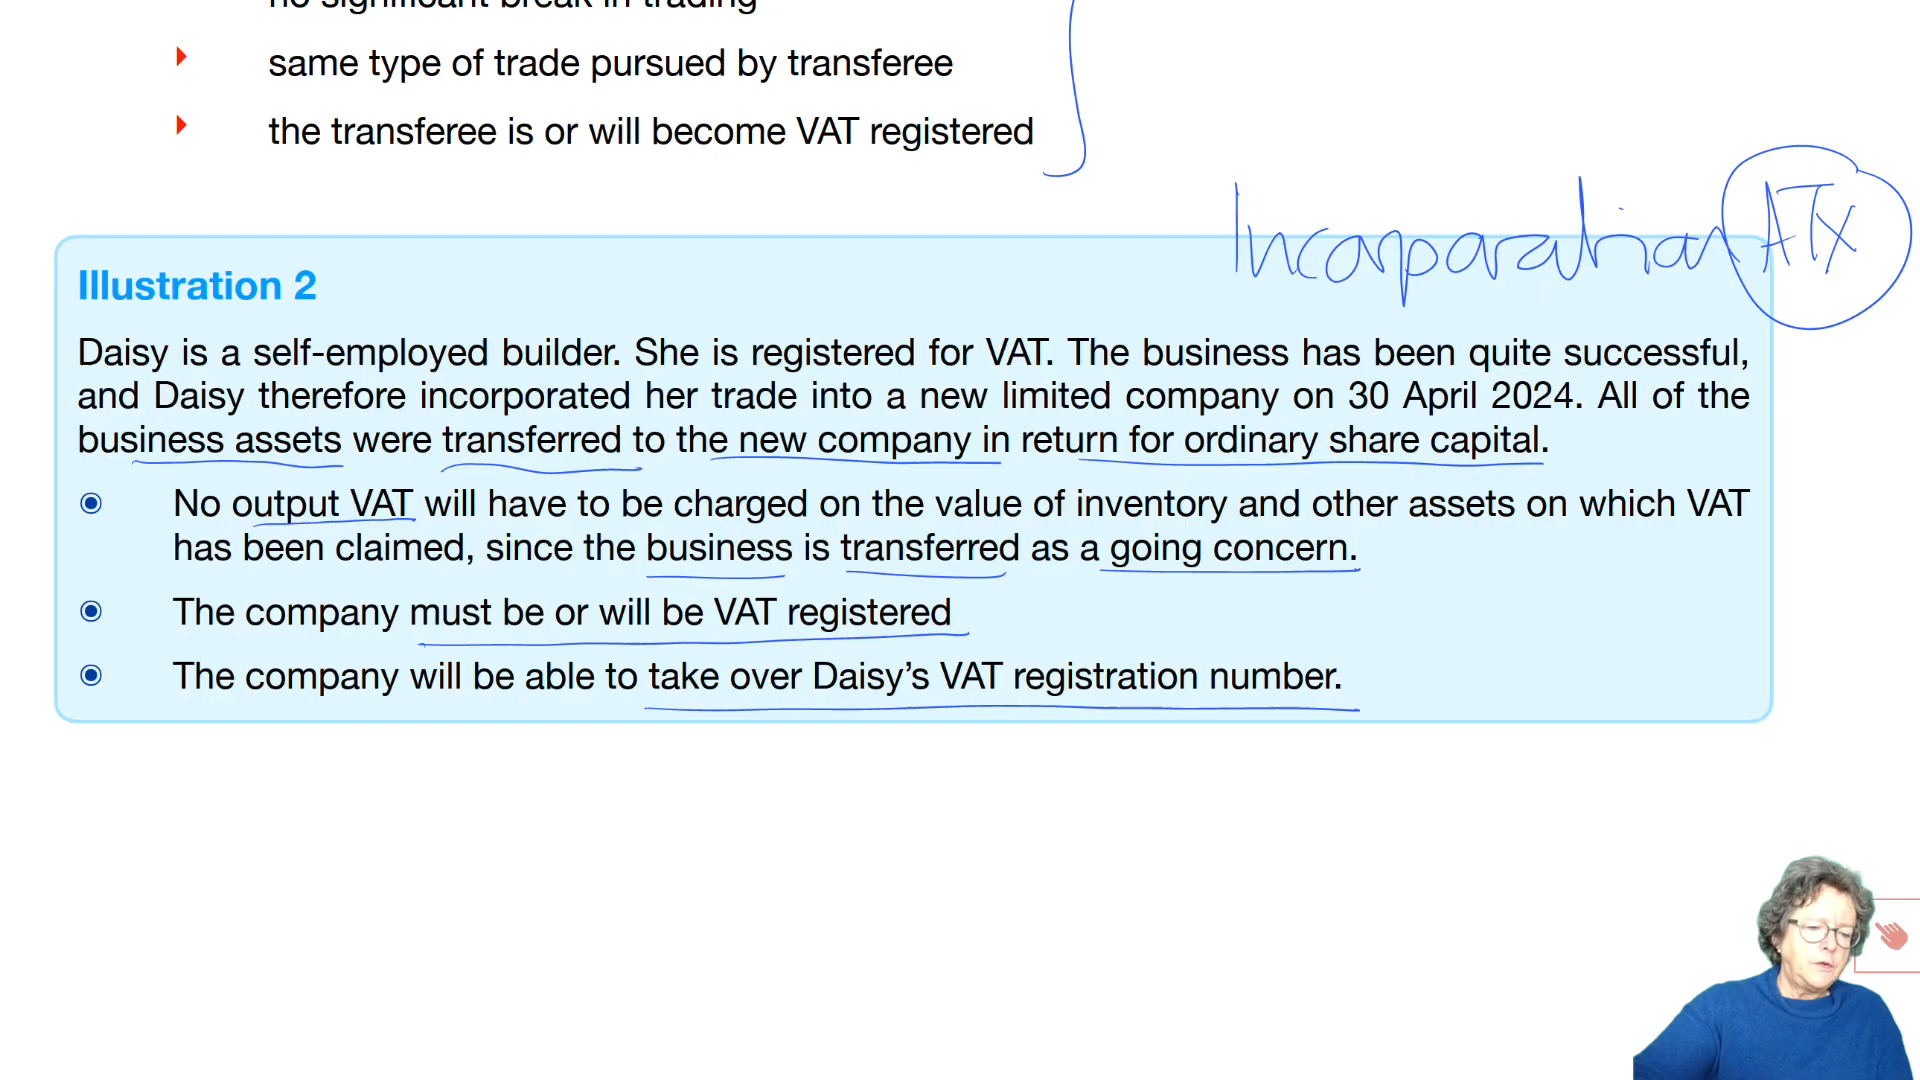 no significant break in trading
same type of trade pursued by transferee
the transferee is or will become VAT registered
Incorporation ATX
Illustration 2
Daisy is a self-employed builder. She is registered for VAT. The business has been quite successful,
and Daisy therefore incorporated her trade into a new limited company on 30 April 2024. All of the
business assets were transferred to the new company in return for ordinary share capital.
No output VAT will have to be charged on the value of inventory and other assets on which VAT
has been claimed, since the business is transferred as a going concern.
The company must be or will be VAT registered
The company will be able to take over Daisy’s VAT registration number.